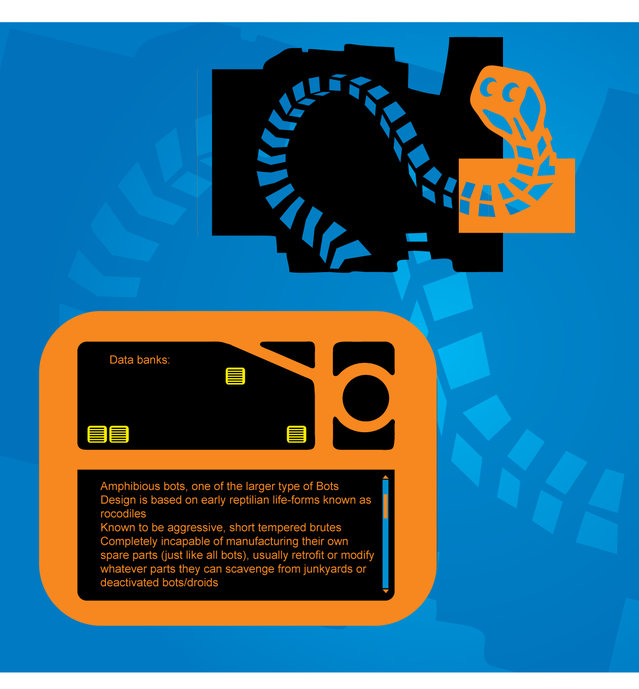 Data banks:
Amphibious bots, one of the larger type of Bots
Design is based on early reptilian life-forms known as
rocodiles
Known to be aggressive, short tempered brutes
Completely incapable of manufacturing their own
spare parts (just like all bots), usually retrofit or modify
whatever parts they can scavenge from junkyards or
deactivated bots/droids